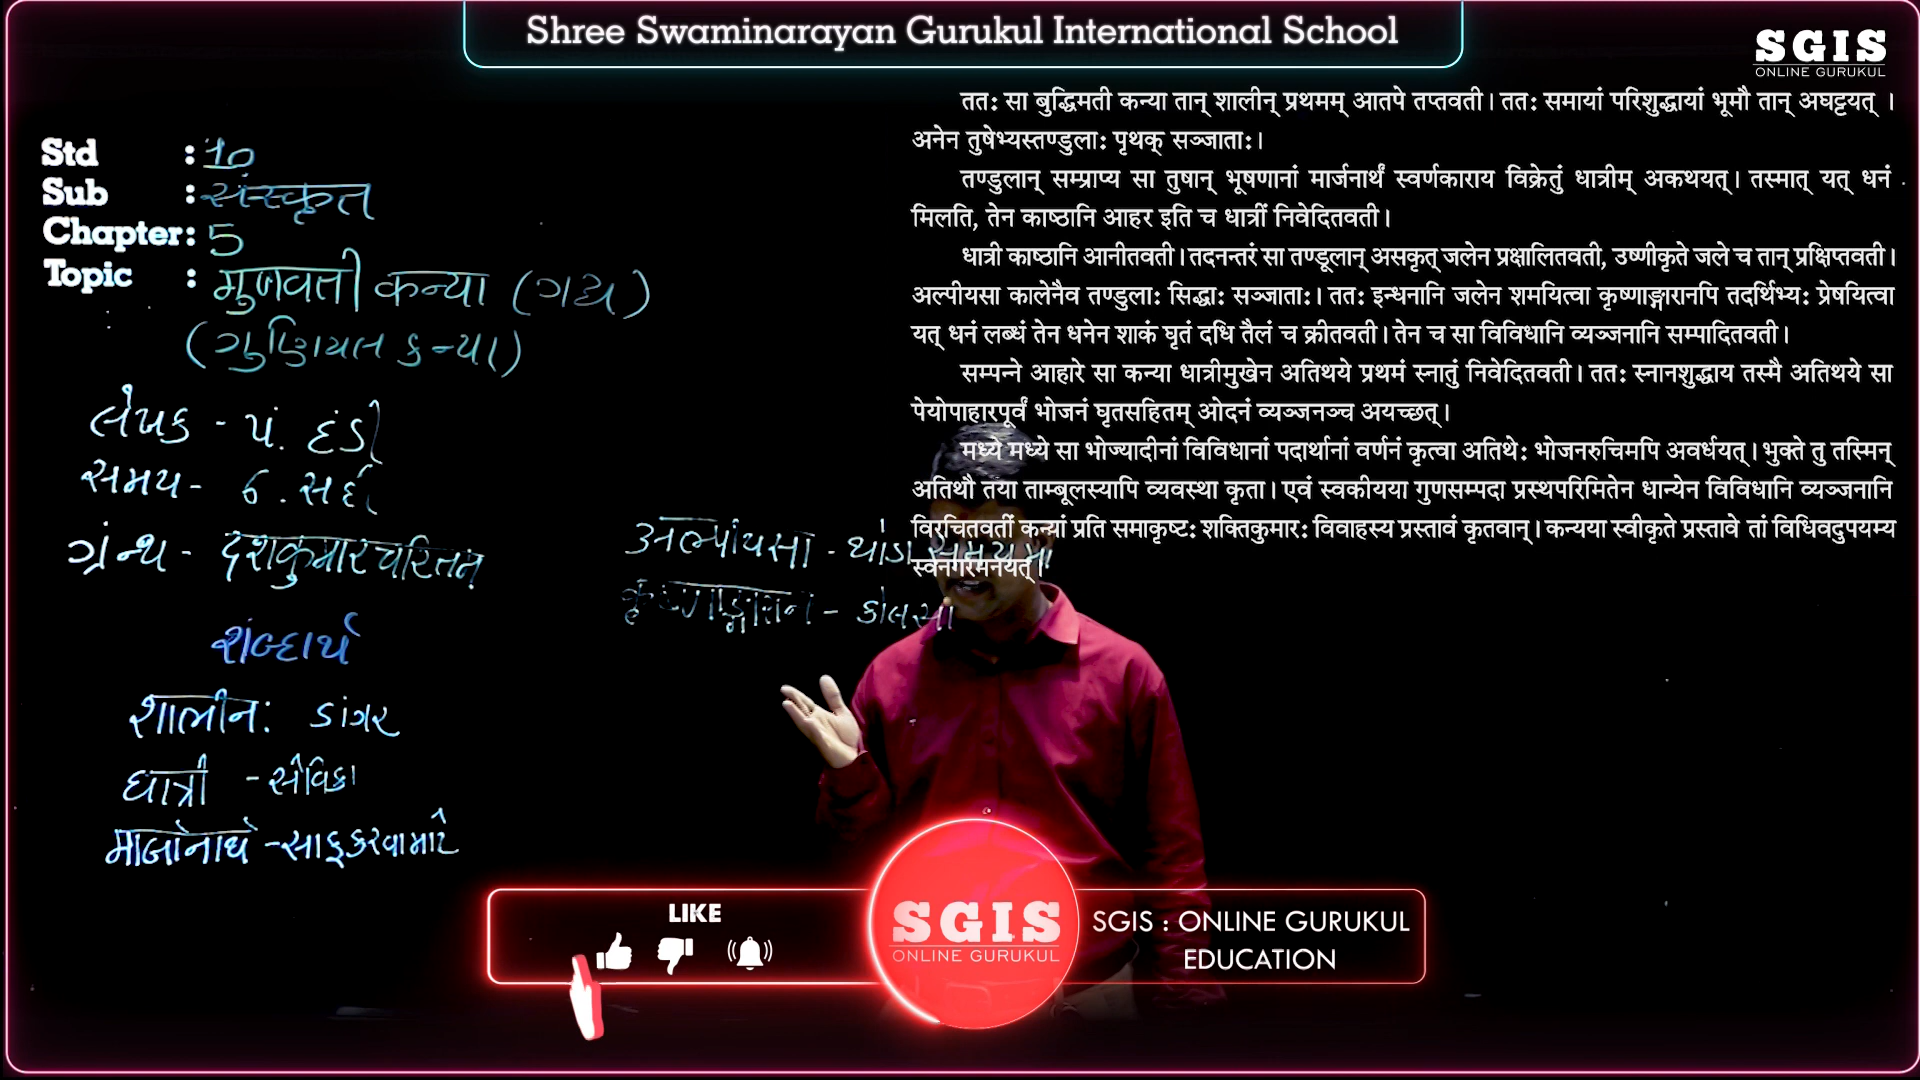 Shree Swaminarayan Gurukul International School
SGIS
ONLINE GURUKUL
Std : 10
Sub : संस्कृत
Chapter: 5
Topic : गुणवती कन्या (ગદ્ય)
(ગુણિયલ કન્યા)
લેખક - પં. દંડી
સમય - ૬. સદી
ગ્રંન્થ - दशकुमारचरितम्
શબ્દાર્થ
शालीन: ડાંગર
धात्री - સેવિકા
मार्जनार्थं - સાફ કરવા માટે
अल्पीयसा - થોડા સમયમાં
कृष्णाङ्गारान - કોલસા
ततः सा बुद्धिमती कन्या तान् शालीन् प्रथमम् आतपे तप्तवती। ततः समायां परिशुद्धायां भूमौ तान् अघट्टयत् ।
अनेन तुषेभ्यस्तण्डुलाः पृथक् सञ्जाताः।
तण्डुलान् सम्प्राप्य सा तुषान् भूषणानां मार्जनार्थं स्वर्णकाराय विक्रेतुं धात्रीम् अकथयत्। तस्मात् यत् धनं
मिलति, तेन काष्ठानि आहर इति च धात्रीं निवेदितवती।
धात्री काष्ठानि आनीतवती। तदनन्तरं सा तण्डूलान् असकृत् जलेन प्रक्षालितवती, उष्णीकृते जले च तान् प्रक्षिप्तवती।
अल्पीयसा कालेनैव तण्डुलाः सिद्धाः सञ्जाताः। ततः इन्धनानि जलेन शमयित्वा कृष्णाङ्गारानपि तदर्थिभ्यः प्रेषयित्वा
यत् धनं लब्धं तेन धनेन शाकं घृतं दधि तैलं च क्रीतवती। तेन च सा विविधानि व्यञ्जनानि सम्पादितवती।
सम्पन्ने आहारे सा कन्या धात्रीमुखेन अतिथये प्रथमं स्नातुं निवेदितवती। ततः स्नानशुद्धाय तस्मै अतिथये सा
पेयोपाहारपूर्वं भोजनं घृतसहितम् ओदनं व्यञ्जनञ्च अयच्छत्।
मध्ये मध्ये सा भोज्यादीनां विविधानां पदार्थानां वर्णनं कृत्वा अतिथेः भोजनरुचिमपि अवर्धयत्। भुक्ते तु तस्मिन्
अतिथौ तया ताम्बूलस्यापि व्यवस्था कृता। एवं स्वकीयया गुणसम्पदा प्रस्थपरिमितेन धान्येन विविधानि व्यञ्जनानि
विरचितवतीं कन्यां प्रति समाकृष्टः शक्तिकुमारः विवाहस्य प्रस्तावं कृतवान्। कन्यया स्वीकृते प्रस्तावे तां विधिवदुपयम्य
स्वनगरमनयत्।
LIKE
SGIS
ONLINE GURUKUL
SGIS : ONLINE GURUKUL
EDUCATION